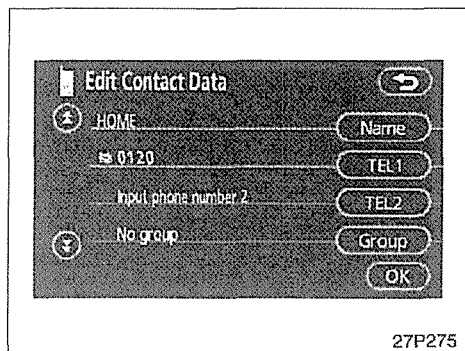 Edit Contact Data
HOME Name
0120 TEL1
Input phone number 2 TEL2
No group Group
OK
27P275